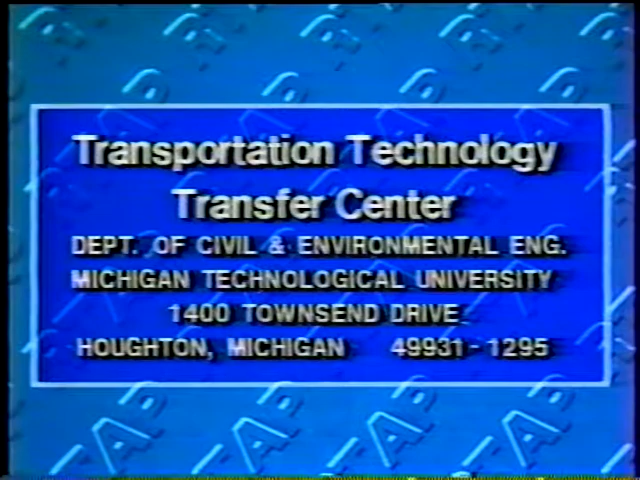 Transportation Technology
Transfer Center
DEPT. OF CIVIL & ENVIRONMENTAL ENG.
MICHIGAN TECHNOLOGICAL UNIVERSITY
1400 TOWNSEND DRIVE
HOUGHTON, MICHIGAN 49931-1295